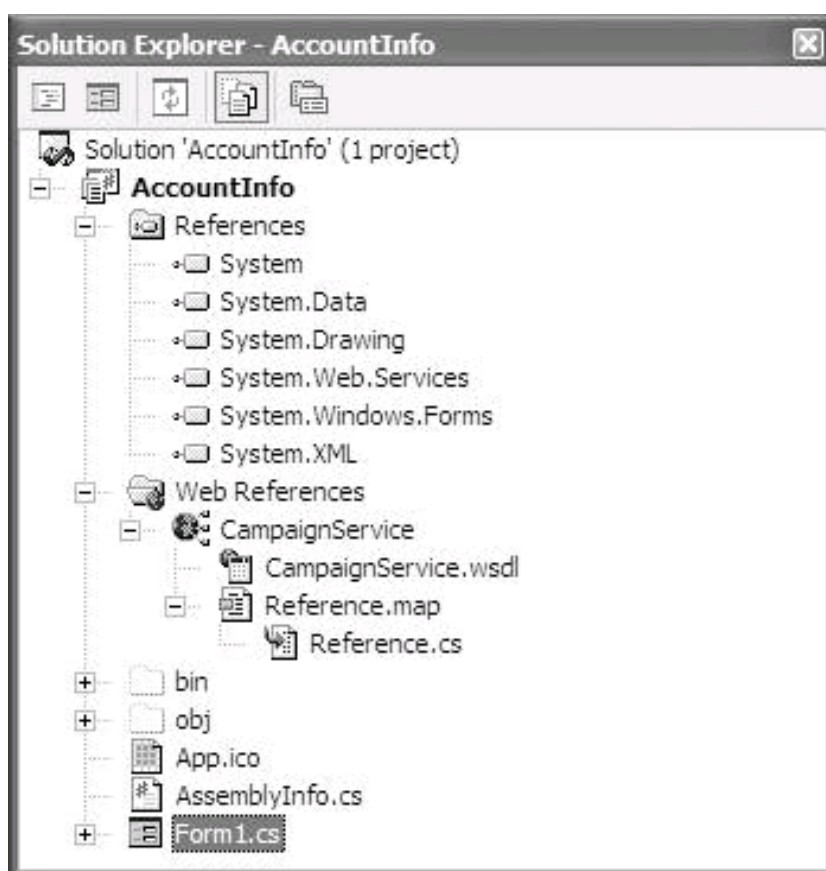 Solution Explorer - AccountInfo
Solution 'AccountInfo' (1 project)
AccountInfo
References
System
System.Data
System.Drawing
System.Web.Services
System.Windows.Forms
System.XML
Web References
CampaignService
CampaignService.wsdl
Reference.map
Reference.cs
bin
obj
App.ico
AssemblyInfo.cs
Form1.cs